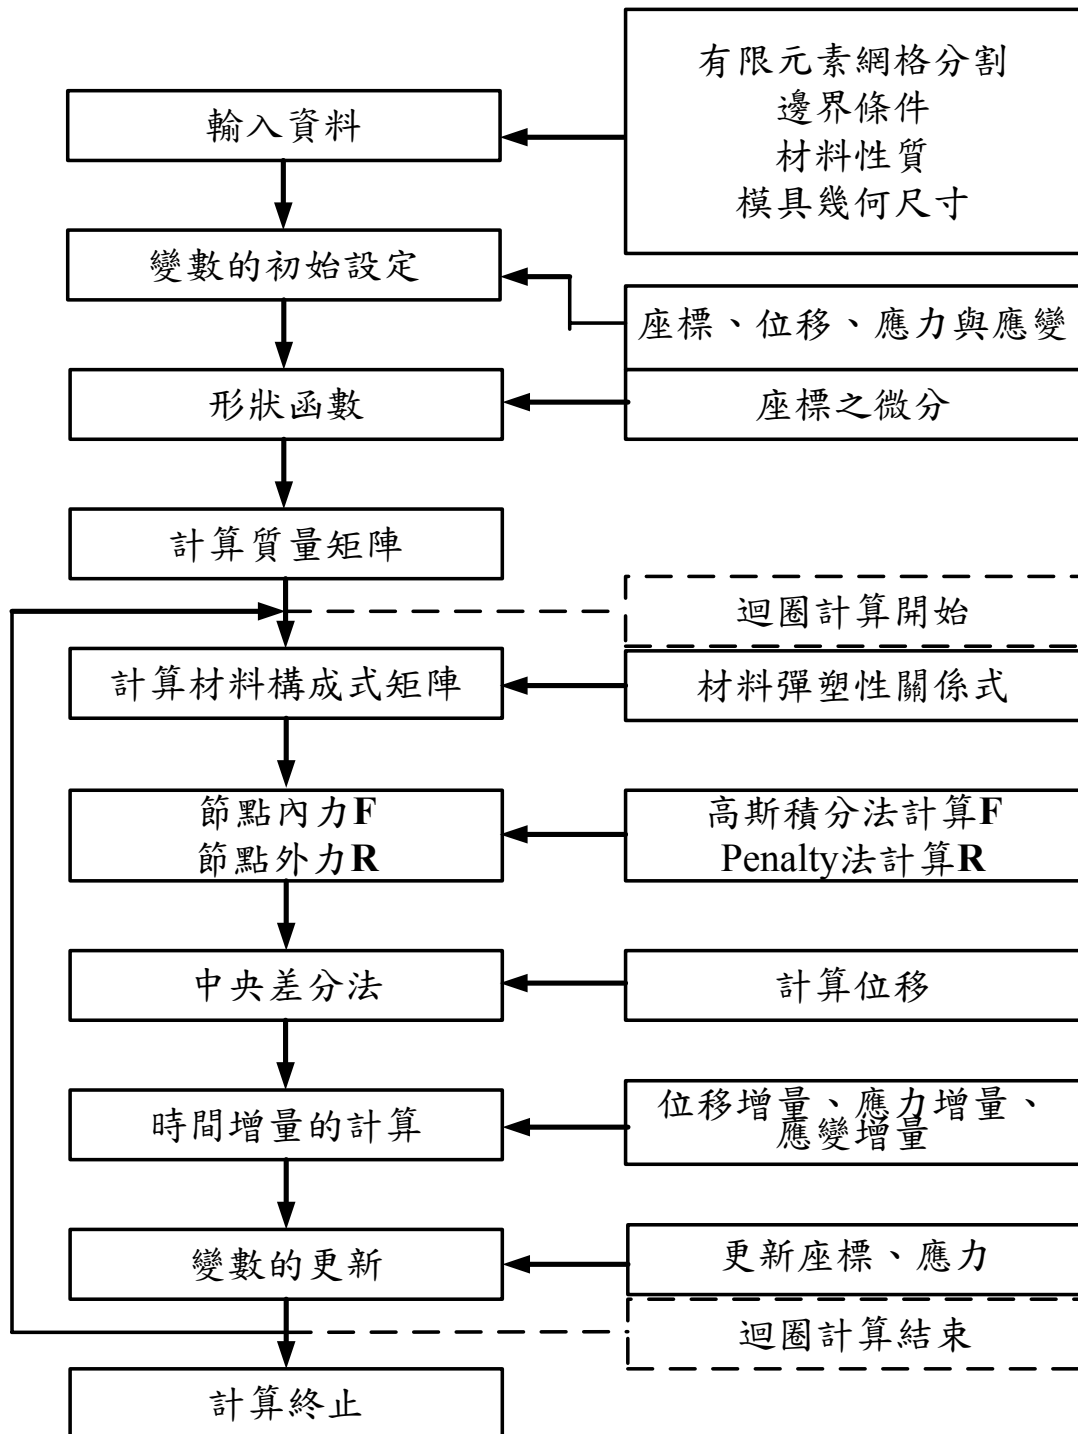 有限元素網格分割
邊界條件
材料性質
模具幾何尺寸
輸入資料
變數的初始設定
座標、位移、應力與應變
形狀函數
座標之微分
計算質量矩陣
迴圈計算開始
計算材料構成式矩陣
材料彈塑性關係式
節點內力F
節點外力R
高斯積分法計算F
Penalty法計算R
中央差分法
計算位移
時間增量的計算
位移增量、應力增量、
應變增量
變數的更新
更新座標、應力
迴圈計算結束
計算終止